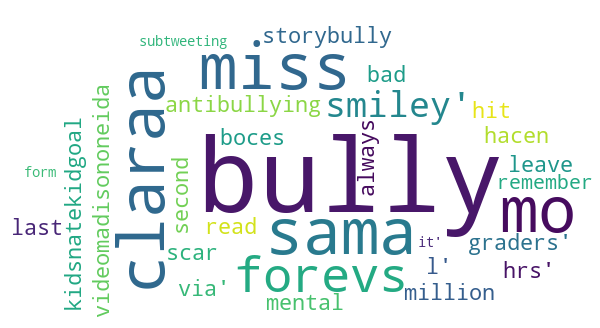 subtweeting
storybully
miss
bad
claraa
antibullying
smiley'
hit
kidsnatekidgoal
videomadisononeida
boces
always
hacen
bully
second
leave
form
remember
last
read
sama
mo
it'
graders'
scar
forevs
l'
hrs'
via'
mental
million